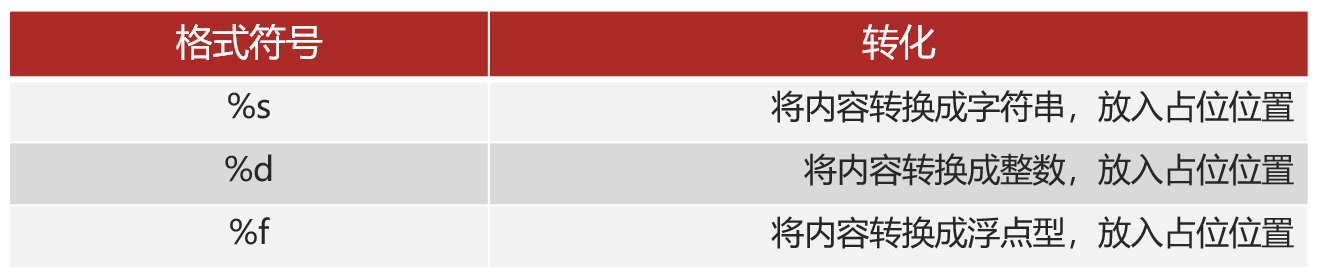 格式符号 转化
%s 将内容转换成字符串，放入占位位置
%d 将内容转换成整数，放入占位位置
%f 将内容转换成浮点型，放入占位位置